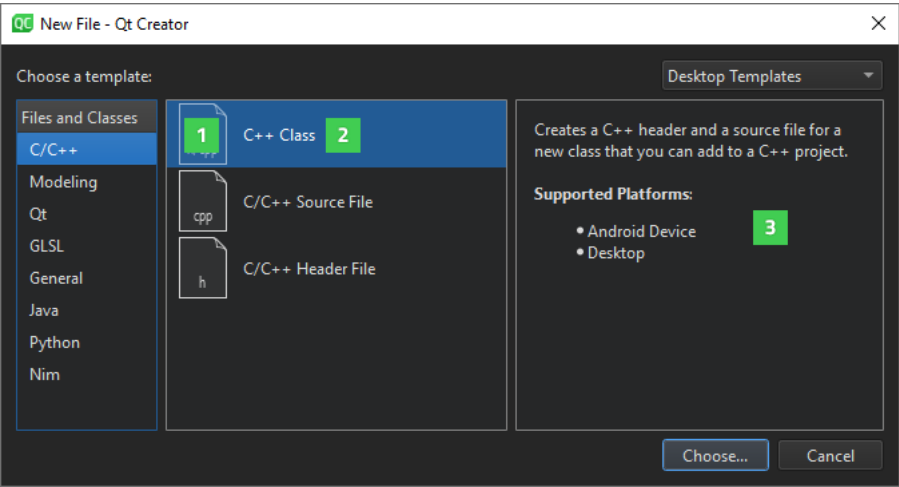 QC New File - Qt Creator
Choose a template:
Desktop Templates
Files and Classes
C/C++
Modeling
Qt
GLSL
General
Java
Python
Nim
1
C++ Class
2
cpp
C/C++ Source File
h
C/C++ Header File
Creates a C++ header and a source file for a
new class that you can add to a C++ project.
Supported Platforms:
• Android Device
3
• Desktop
Choose...
Cancel